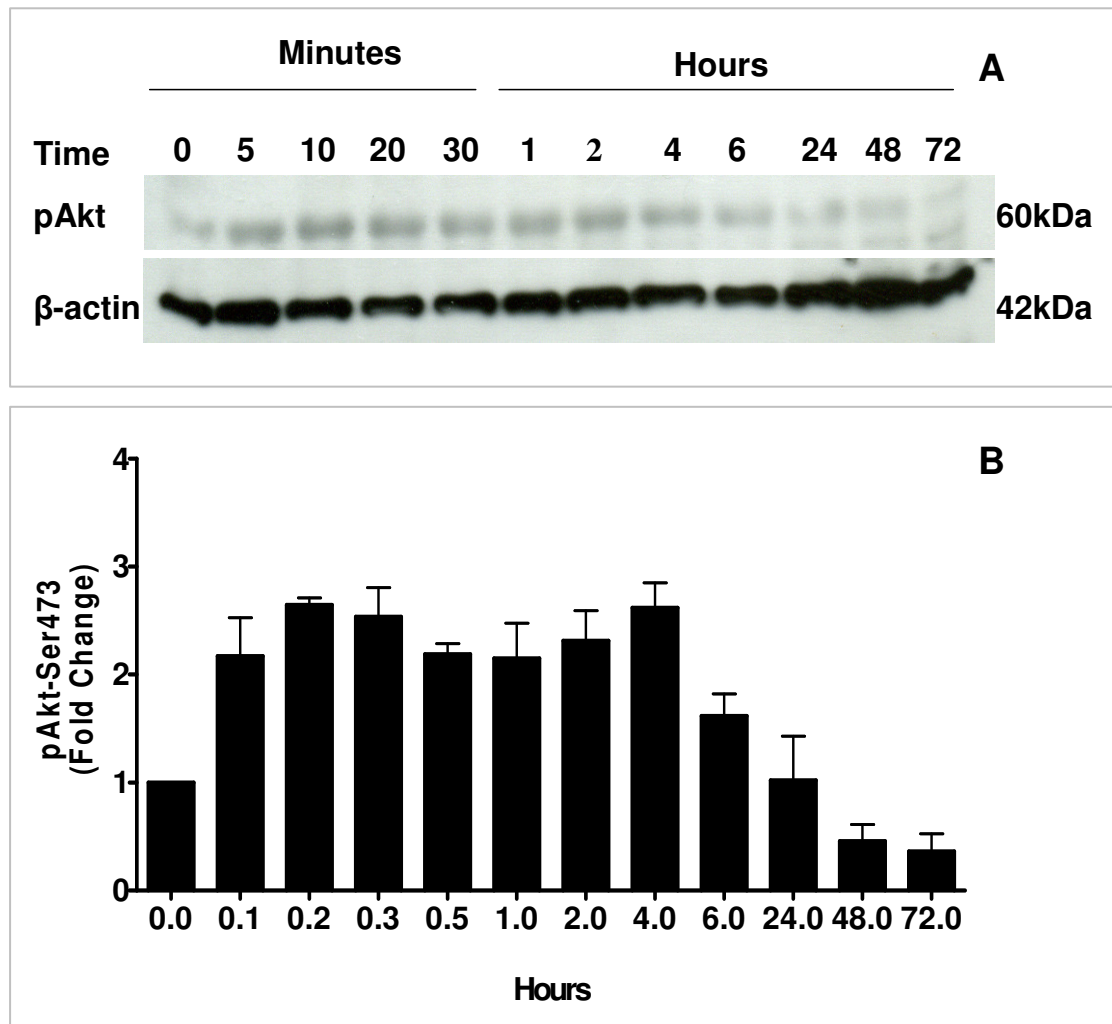 Minutes Hours A
Time 0 5 10 20 30 1 2 4 6 24 48 72
pAkt 60kDa
β-actin 42kDa
B
4
3
2
1
0
pAkt-Ser473
(Fold Change)
0.0 0.1 0.2 0.3 0.5 1.0 2.0 4.0 6.0 24.0 48.0 72.0
Hours